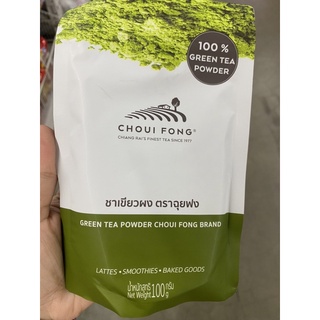 100 %
GREEN TEA
POWDER
CHOUI FONG®
CHIANG RAI'S FINEST TEA SINCE 1977
ชาเขียวผง ตราฉุยฟง
GREEN TEA POWDER CHOUI FONG BRAND
LATTES • SMOOTHIES • BAKED GOODS
น้ำหนักสุทธิ 100 กรัม
Net Weight 100 g